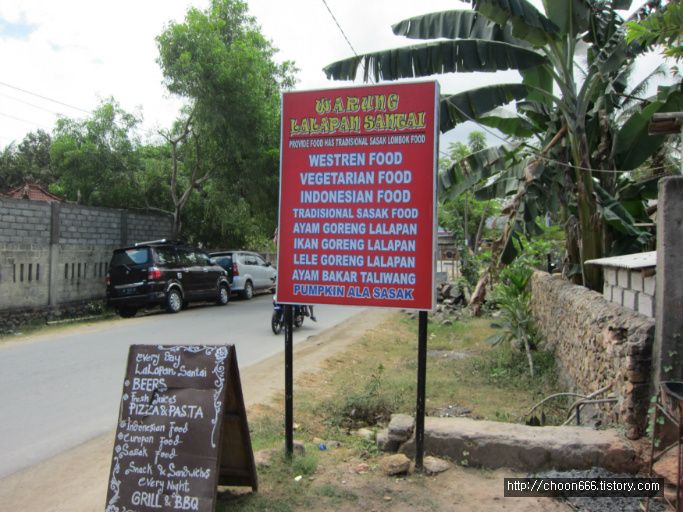 WARUNG
LALAPAN SANTAI
PROVIDE FOOD HAS TRADISIONAL SASAK LOMBOK FOOD
WESTREN FOOD
VEGETARIAN FOOD
INDONESIAN FOOD
TRADISIONAL SASAK FOOD
AYAM GORENG LALAPAN
IKAN GORENG LALAPAN
LELE GORENG LALAPAN
AYAM BAKAR TALIWANG
PUMPKIN ALA SASAK
every Day
LaLapan Santai
BEERS
Fresh Juices
PIZZA & PASTA
Indonesian Food
European Food
Sasak Food
Snack & Sandwichs
every Night
GRILL & BBQ
http://choon666.tistory.com